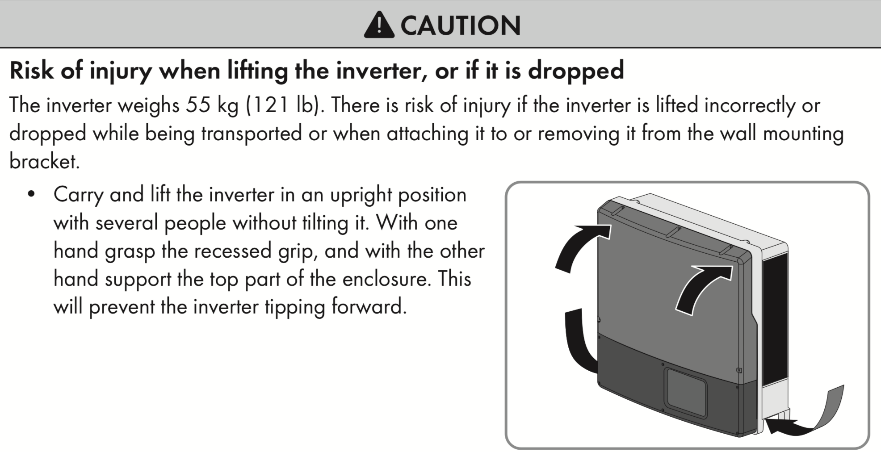 CAUTION
Risk of injury when lifting the inverter, or if it is dropped
The inverter weighs 55 kg (121 lb). There is risk of injury if the inverter is lifted incorrectly or
dropped while being transported or when attaching it to or removing it from the wall mounting
bracket.
• Carry and lift the inverter in an upright position
with several people without tilting it. With one
hand grasp the recessed grip, and with the other
hand support the top part of the enclosure. This
will prevent the inverter tipping forward.